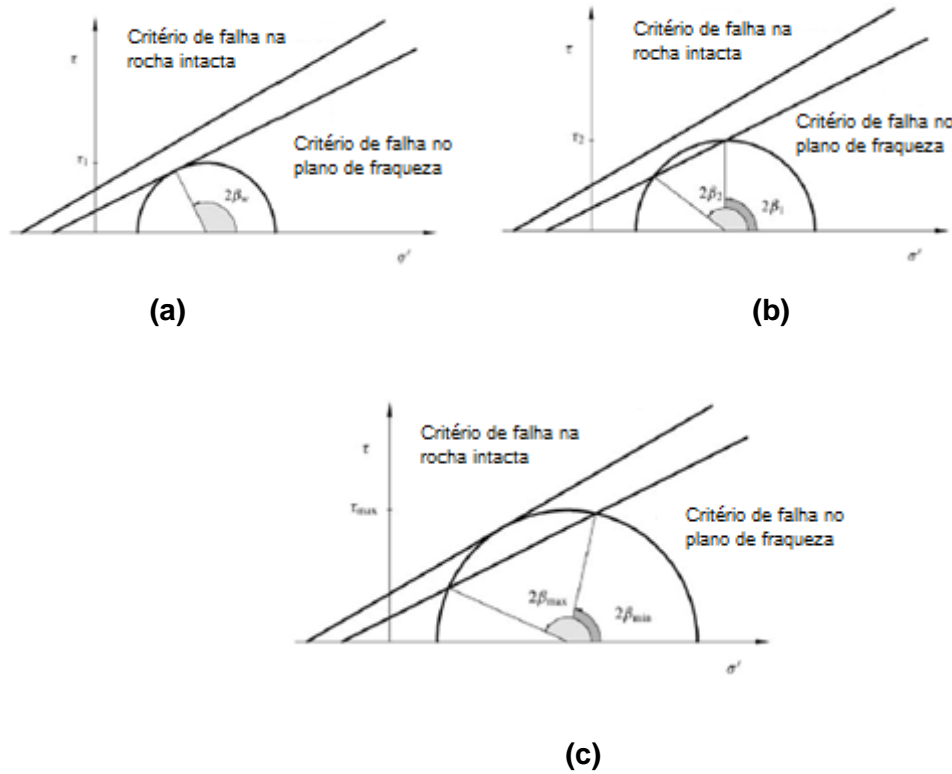 Critério de falha na
rocha intacta
τ
Critério de falha no
plano de fraqueza
τ₁
2βw
σ'
(a)
Critério de falha na
rocha intacta
τ
Critério de falha no
plano de fraqueza
τ₂
2β₂
2β₁
σ'
(b)
Critério de falha na
rocha intacta
τ
τmax
Critério de falha no
plano de fraqueza
2βmax
2βmin
σ'
(c)